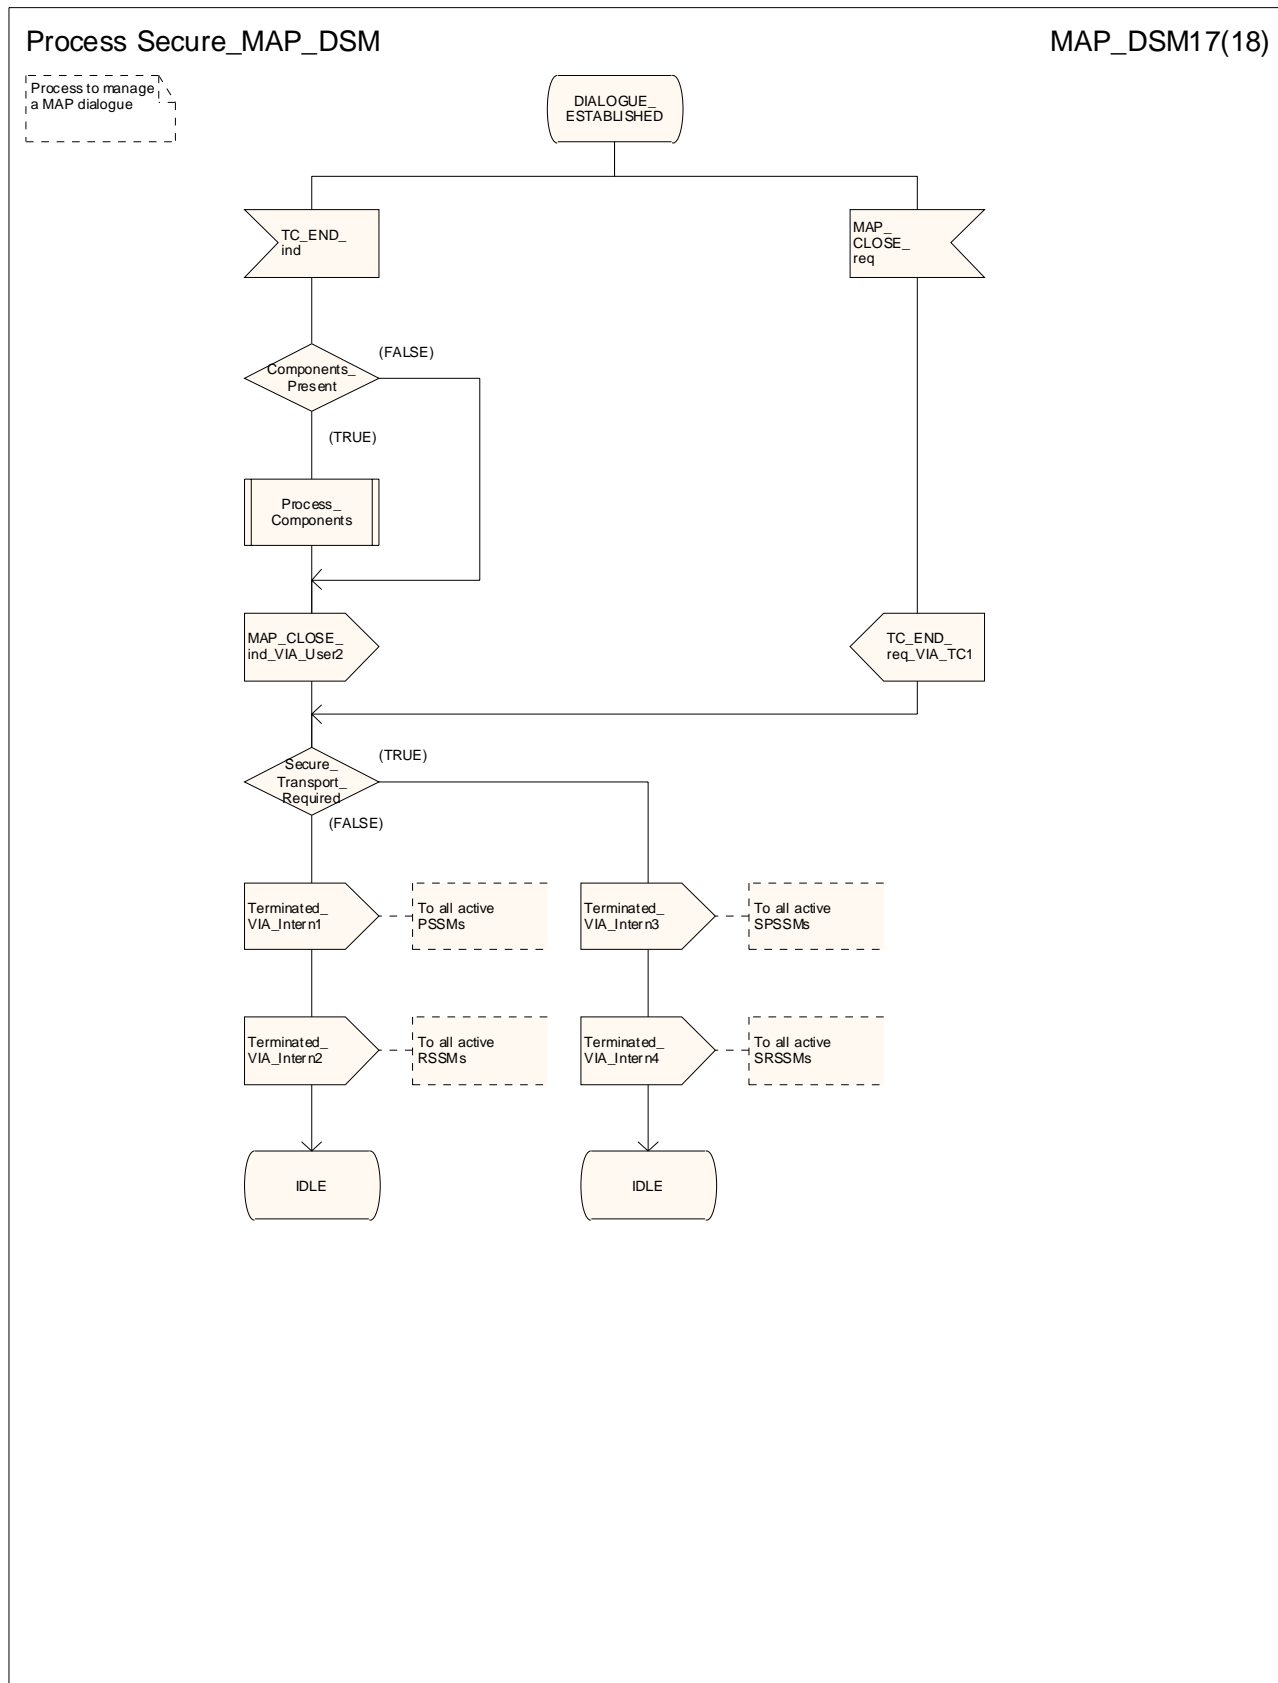 Process Secure_MAP_DSM
MAP_DSM17(18)
Process to manage
a MAP dialogue
DIALOGUE_
ESTABLISHED
TC_END_
ind
MAP_
CLOSE_
req
Components_
Present
(FALSE)
(TRUE)
Process_
Components
MAP_CLOSE_
ind_VIA_User2
TC_END_
req_VIA_TC1
Secure_
Transport_
Required
(TRUE)
(FALSE)
Terminated_
VIA_Intern1
To all active
PSSMs
Terminated_
VIA_Intern3
To all active
SPSSMs
Terminated_
VIA_Intern2
To all active
RSSMs
Terminated_
VIA_Intern4
To all active
SRSSMs
IDLE
IDLE